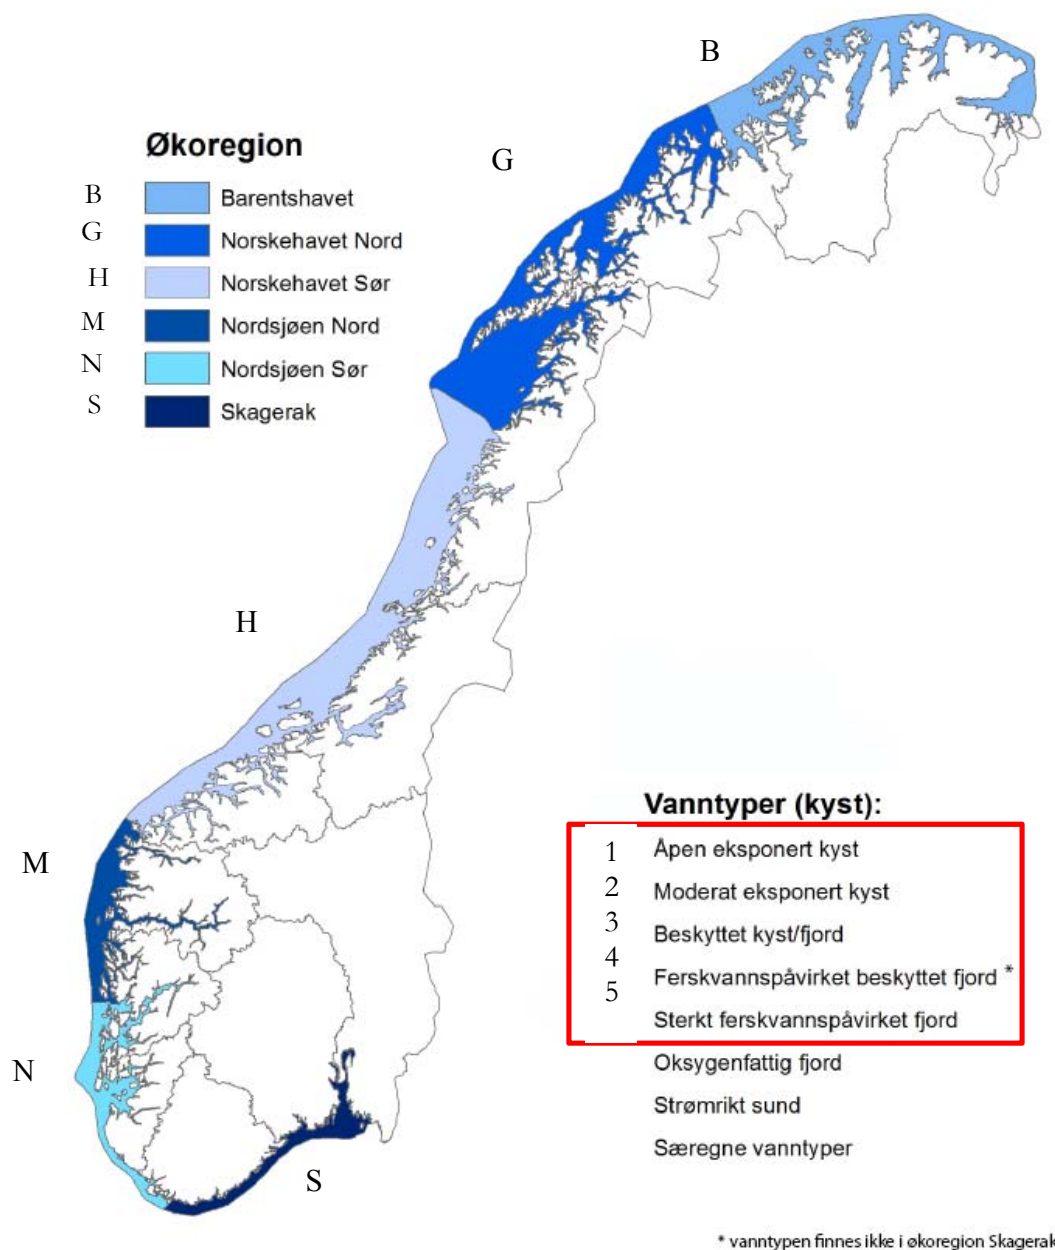 B
G
Økoregion
B Barentshavet
G Norskehavet Nord
H Norskehavet Sør
M Nordsjøen Nord
N Nordsjøen Sør
S Skagerak
H
M
N
S
Vanntyper (kyst):
1 Åpen eksponert kyst
2 Moderat eksponert kyst
3 Beskyttet kyst/fjord
4 Ferskvannspåvirket beskyttet fjord *
5 Sterkt ferskvannspåvirket fjord
Oksygenfattig fjord
Strømrikt sund
Særegne vanntyper
* vanntypen finnes ikke i økoregion Skagerak